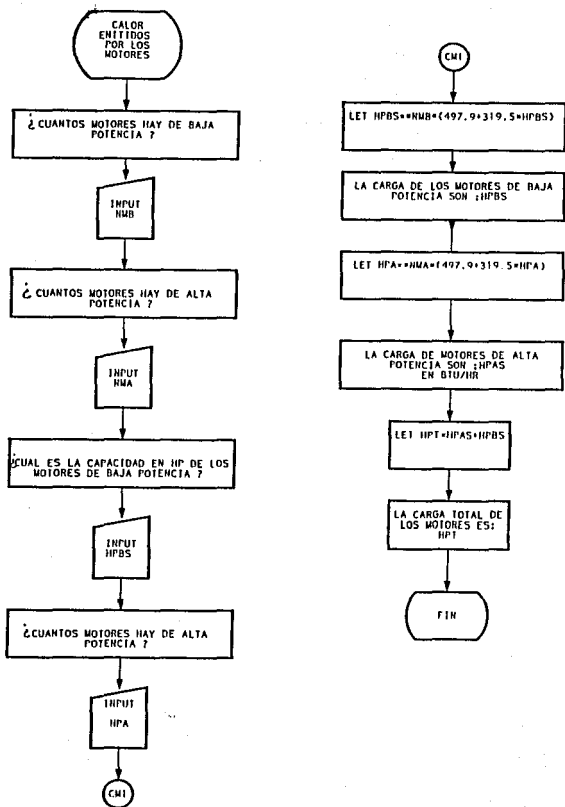 CALOR
EMITIDOS
POR LOS
MOTORES
¿CUANTOS MOTORES HAY DE BAJA
POTENCIA ?
INPUT
NMB
¿CUANTOS MOTORES HAY DE ALTA
POTENCIA ?
INPUT
NMA
¿CUAL ES LA CAPACIDAD EN HP DE LOS
MOTORES DE BAJA POTENCIA ?
INPUT
HPBS
¿CUANTOS MOTORES HAY DE ALTA
POTENCIA ?
INPUT
HPA
CM1
CM1
LET HPBS==NMB*(497.9+319.5*HPBS)
LA CARGA DE LOS MOTORES DE BAJA
POTENCIA SON ;HPBS
LET HPA==NMA*(497.9+319.5*HPA)
LA CARGA DE MOTORES DE ALTA
POTENCIA SON ;HPAS
EN BTU/HR
LET HPT=HPAS+HPBS
LA CARGA TOTAL DE
LOS MOTORES ES:
HPT
FIN